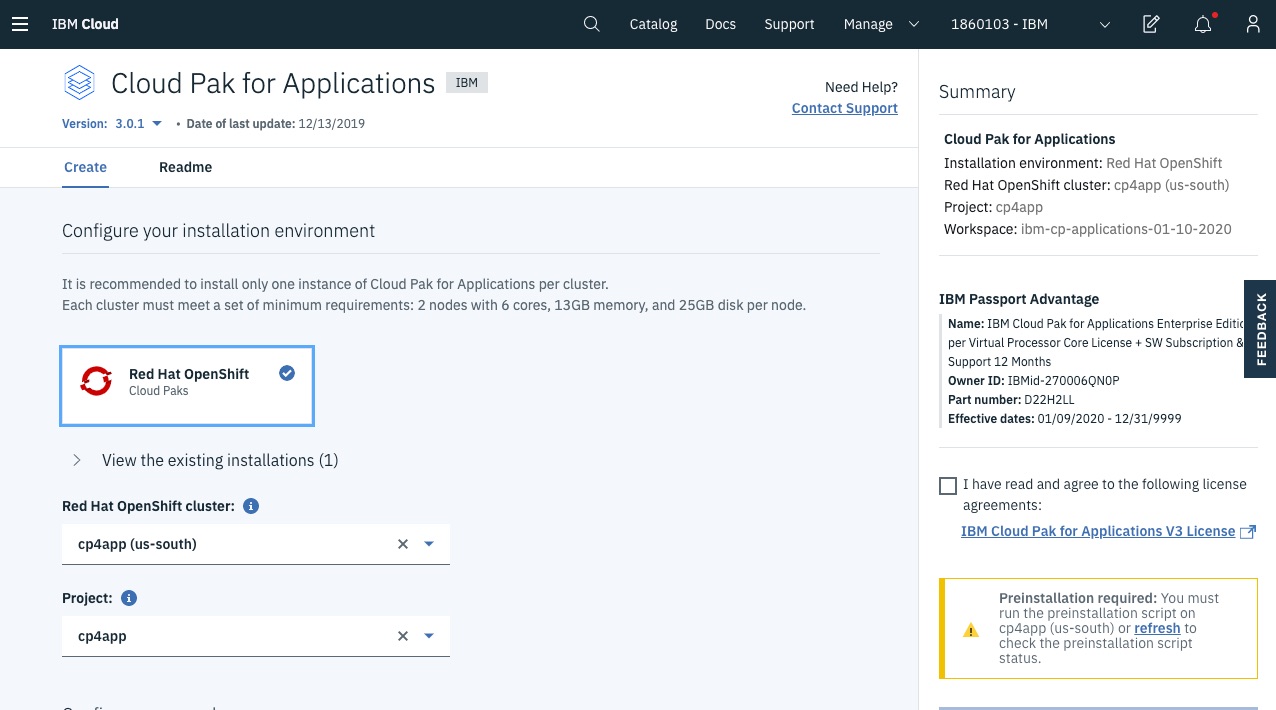 IBM Cloud
Catalog
Docs
Support
Manage
1860103 - IBM
Cloud Pak for Applications
IBM
Version: 3.0.1 • Date of last update: 12/13/2019
Need Help?
Contact Support
Create
Readme
Configure your installation environment
It is recommended to install only one instance of Cloud Pak for Applications per cluster.
Each cluster must meet a set of minimum requirements: 2 nodes with 6 cores, 13GB memory, and 25GB disk per node.
Red Hat OpenShift
Cloud Paks
View the existing installations (1)
Red Hat OpenShift cluster:
cp4app (us-south)
Project:
cp4app
Summary
Cloud Pak for Applications
Installation environment: Red Hat OpenShift
Red Hat OpenShift cluster: cp4app (us-south)
Project: cp4app
Workspace: ibm-cp-applications-01-10-2020
IBM Passport Advantage
Name: IBM Cloud Pak for Applications Enterprise Editi
per Virtual Processor Core License + SW Subscription &
Support 12 Months
Owner ID: IBMid-270006QN0P
Part number: D22H2LL
Effective dates: 01/09/2020 - 12/31/9999
FEEDBACK
I have read and agree to the following license
agreements:
IBM Cloud Pak for Applications V3 License
Preinstallation required: You must
run the preinstallation script on
cp4app (us-south) or refresh to
check the preinstallation script
status.